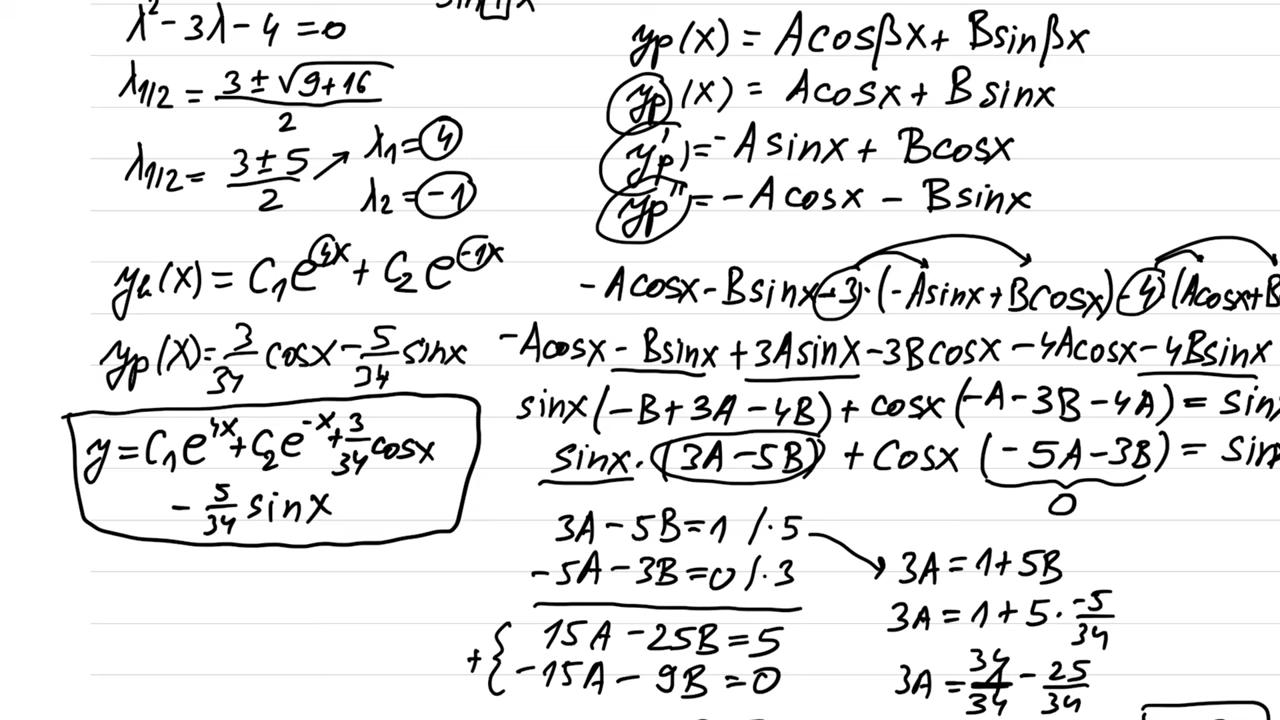 λ² - 3λ - 4 = 0
λ1/2 = (3 ± √(9+16))/2
λ1/2 = (3 ± 5)/2
λ1 = 4
λ2 = -1
yh(x) = C1e^4x + C2e^-1x
yp(x) = 3/34 cosx - 5/34 sinx
y = C1e^4x + C2e^-x + 3/34 cosx
- 5/34 sinx
yp(x) = Acosβx + Bsinβx
yp(x) = Acosx + Bsinx
yp' = -Asinx + Bcosx
yp'' = -Acosx - Bsinx
-Acosx - Bsinx - 3·(-Asinx + Bcosx) - 4(Acosx + B
-Acosx - Bsinx + 3Asinx - 3Bcosx - 4Acosx - 4Bsinx
sinx(-B + 3A - 4B) + cosx(-A - 3B - 4A) = sin
sinx·(3A - 5B) + cosx(-5A - 3B) = sin
0
3A - 5B = 1 /·5
-5A - 3B = 0 /·3
+{ 15A - 25B = 5
-15A - 9B = 0
3A = 1 + 5B
3A = 1 + 5·-5/34
3A = 34/34 - 25/34